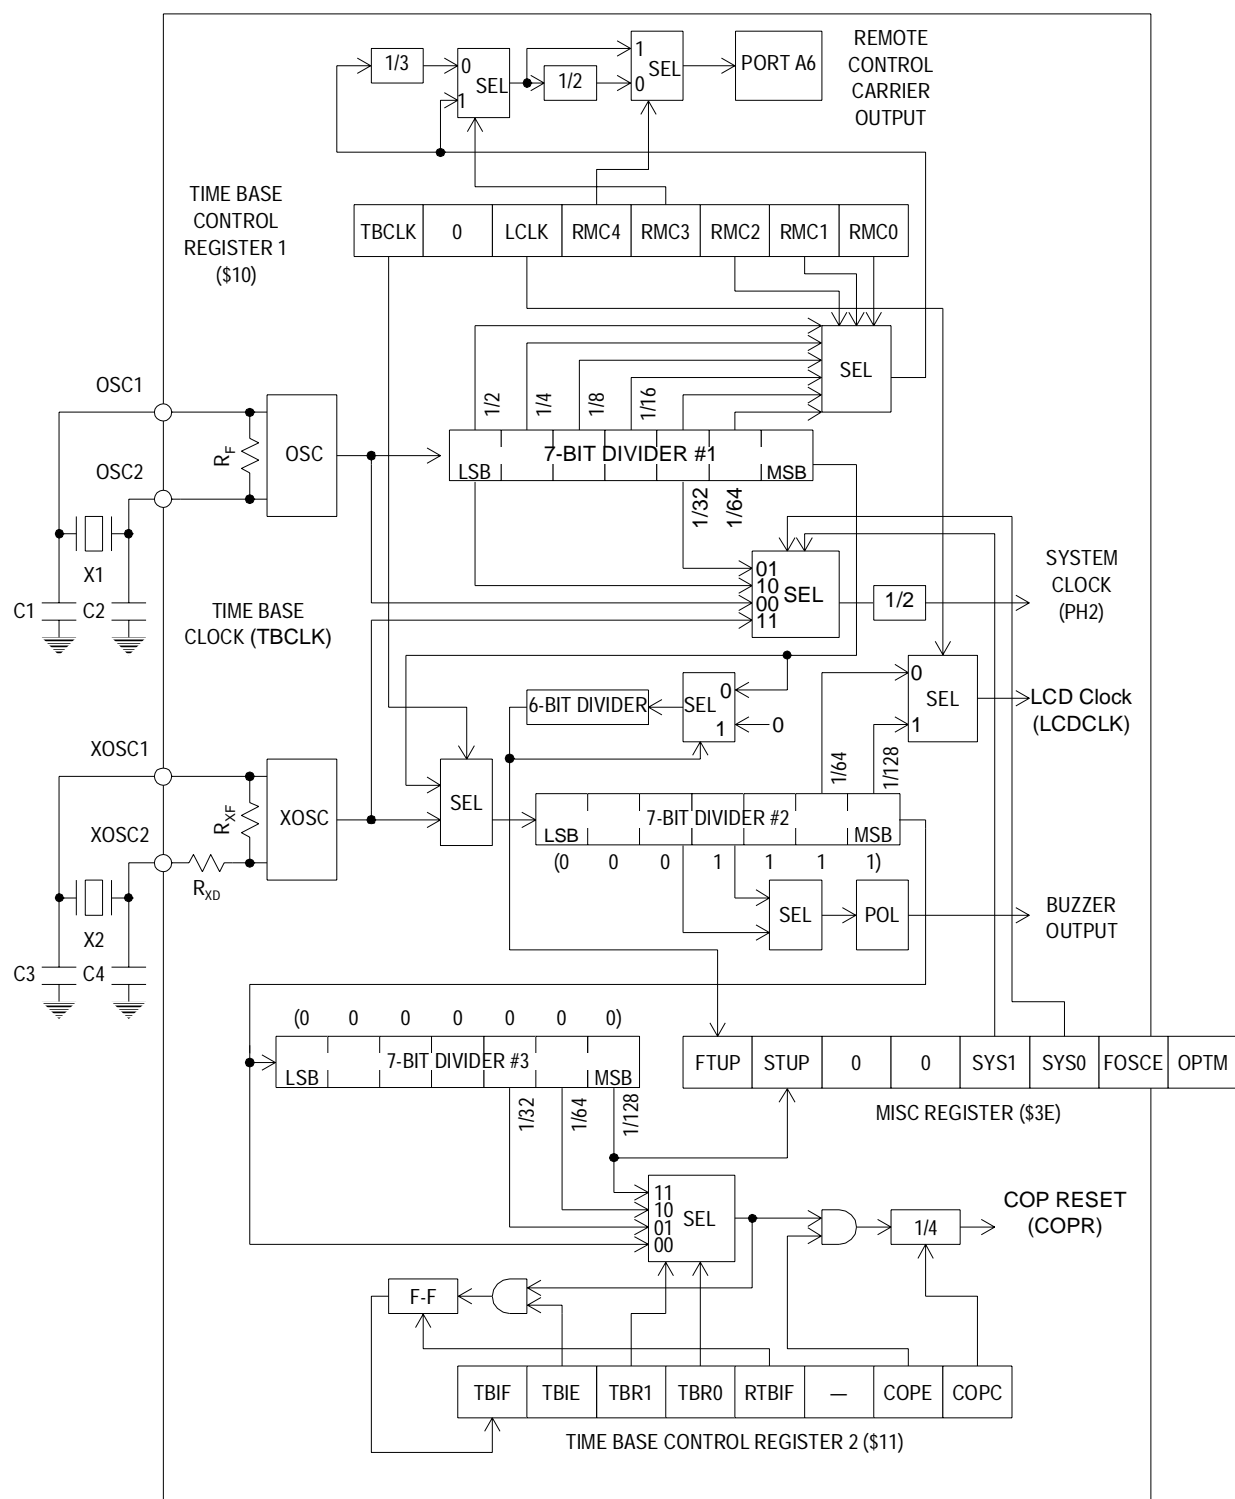 1/3
0
1
SEL
1/2
1
0
SEL
PORT A6
REMOTE
CONTROL
CARRIER
OUTPUT
TIME BASE
CONTROL
REGISTER 1
($10)
TBCLK 0 LCLK RMC4 RMC3 RMC2 RMC1 RMC0
SEL
OSC1
OSC2
RF
OSC
X1
C1 C2
1/2 1/4 1/8 1/16
7-BIT DIVIDER #1
LSB MSB
1/32 1/64
01
10
00
11
SEL
1/2
SYSTEM
CLOCK
(PH2)
TIME BASE
CLOCK (TBCLK)
6-BIT DIVIDER
SEL
0
1
0
0
1
SEL
LCD Clock
(LCDCLK)
XOSC1
XOSC2
RXF
RXD
XOSC
X2
C3 C4
SEL
1/64 1/128
7-BIT DIVIDER #2
LSB MSB
(0 0 0 1 1 1 1)
SEL
POL
BUZZER
OUTPUT
(0 0 0 0 0 0 0)
7-BIT DIVIDER #3
LSB MSB
1/32 1/64 1/128
FTUP STUP 0 0 SYS1 SYS0 FOSCE OPTM
MISC REGISTER ($3E)
11
10
01
00
SEL
1/4
COP RESET
(COPR)
F-F
TBIF TBIE TBR1 TBR0 RTBIF — COPE COPC
TIME BASE CONTROL REGISTER 2 ($11)